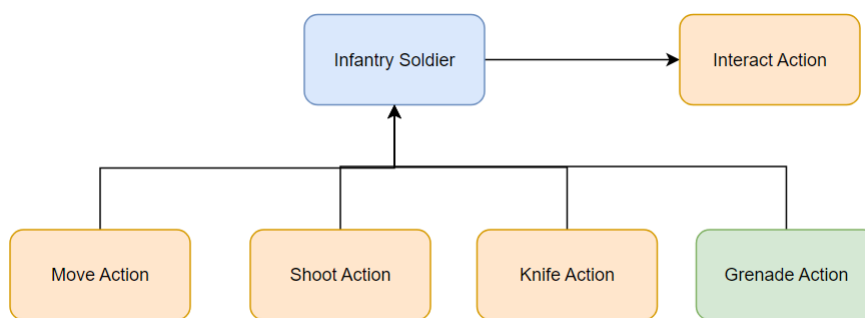 Infantry Soldier
Interact Action
Move Action
Shoot Action
Knife Action
Grenade Action